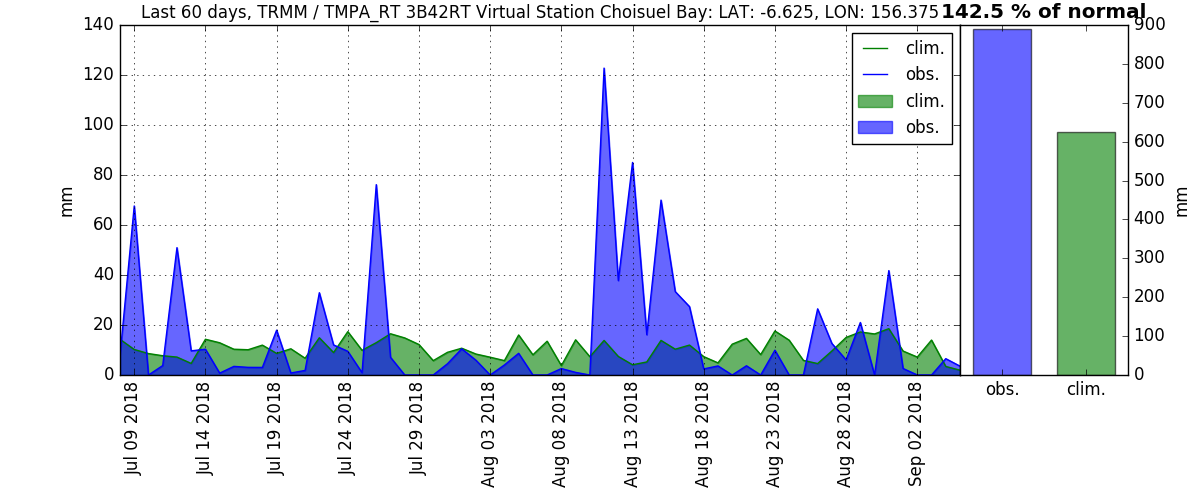 Last 60 days, TRMM / TMPA_RT 3B42RT Virtual Station Choisuel Bay: LAT: -6.625, LON: 156.375
142.5 % of normal
mm
140
120
100
80
60
40
20
0
clim.
obs.
clim.
obs.
900
800
700
600
500
400
300
200
100
0
mm
obs.
clim.
Jul 09 2018
Jul 14 2018
Jul 19 2018
Jul 24 2018
Jul 29 2018
Aug 03 2018
Aug 08 2018
Aug 13 2018
Aug 18 2018
Aug 23 2018
Aug 28 2018
Sep 02 2018